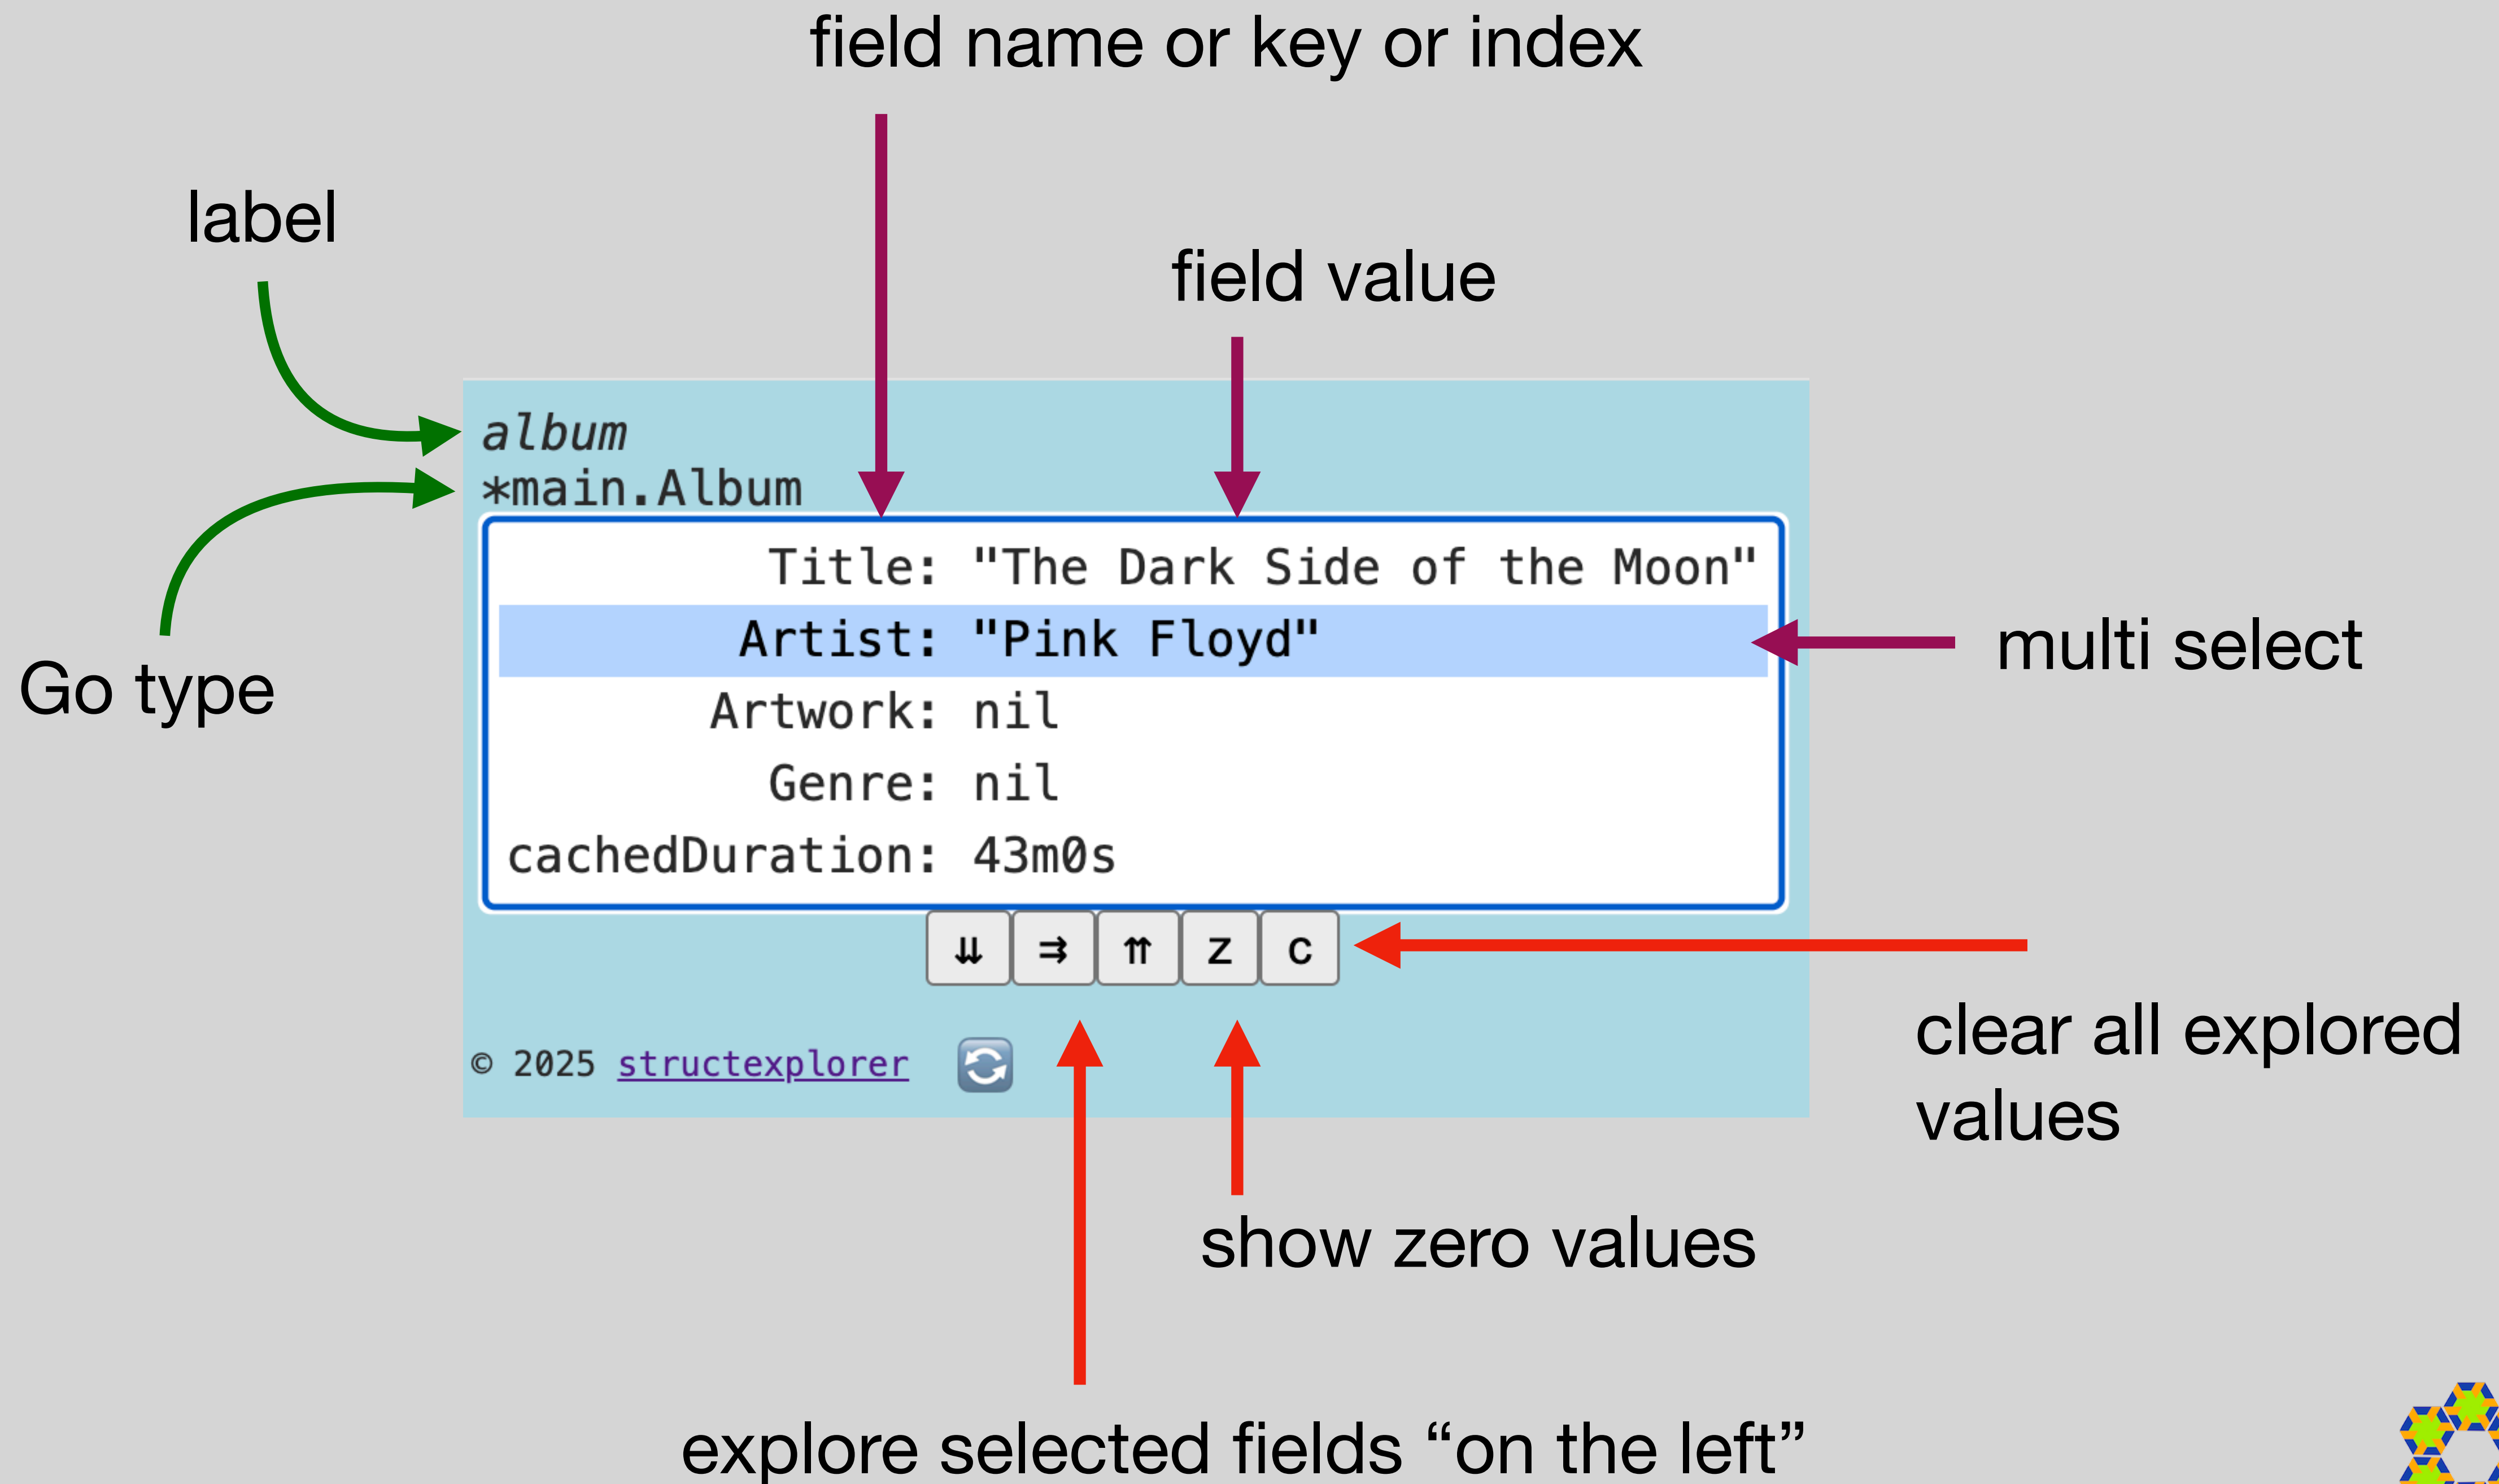 field name or key or index
label
field value
album
*main.Album
Title: "The Dark Side of the Moon"
Artist: "Pink Floyd"
multi select
Go type
Artwork: nil
Genre: nil
cachedDuration: 43m0s
⇊ ⇉ ⇈ z c
clear all explored
values
© 2025 structexplorer
show zero values
explore selected fields “on the left”